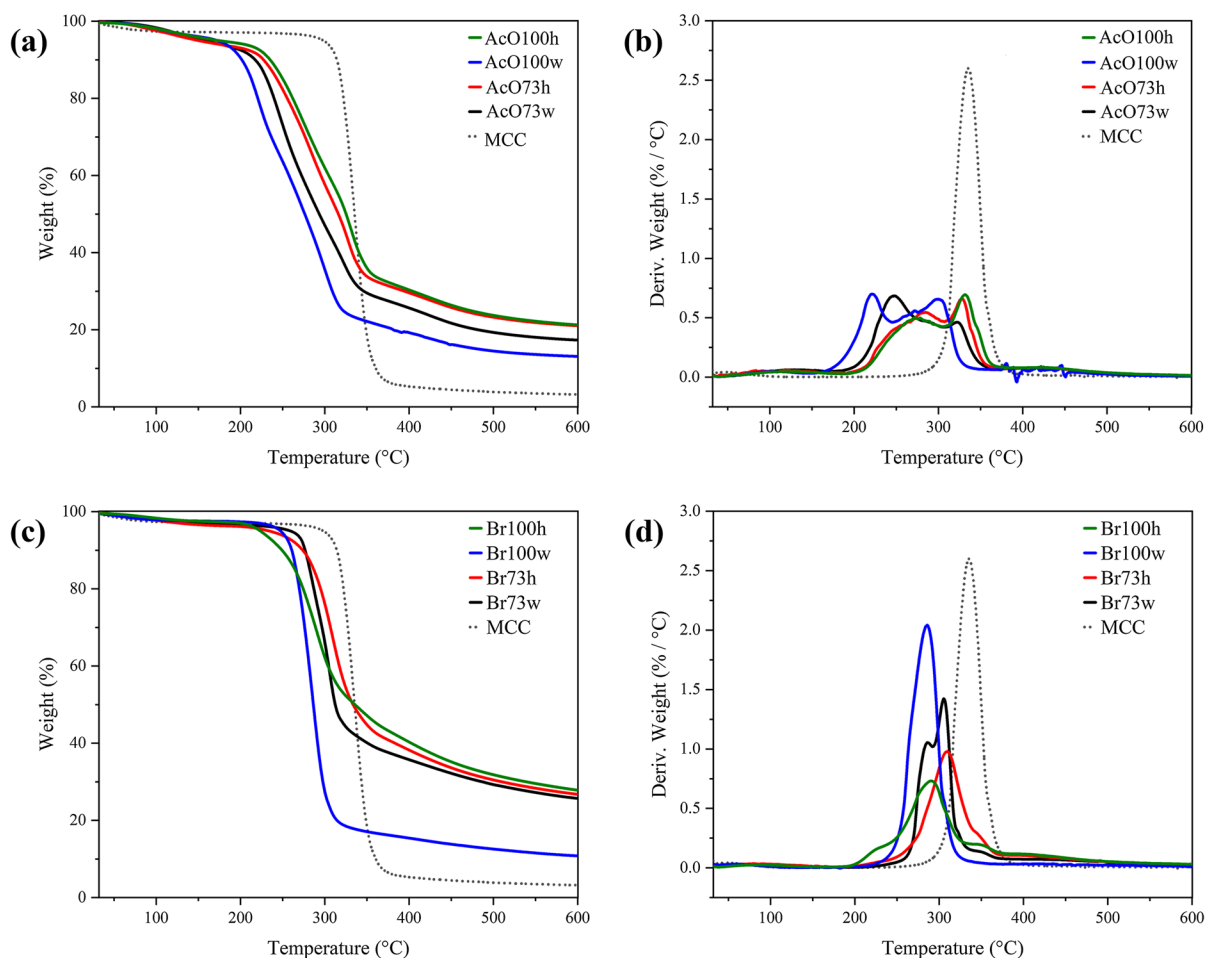 (a)
100
80
60
40
20
0
Weight (%)
100
200
300
400
500
600
Temperature (°C)
AcO100h
AcO100w
AcO73h
AcO73w
MCC
(b)
3.0
2.5
2.0
1.5
1.0
0.5
0.0
Deriv. Weight (% / °C)
100
200
300
400
500
600
Temperature (°C)
AcO100h
AcO100w
AcO73h
AcO73w
MCC
(c)
100
80
60
40
20
0
Weight (%)
100
200
300
400
500
600
Temperature (°C)
Br100h
Br100w
Br73h
Br73w
MCC
(d)
3.0
2.5
2.0
1.5
1.0
0.5
0.0
Deriv. Weight (% / °C)
100
200
300
400
500
600
Temperature (°C)
Br100h
Br100w
Br73h
Br73w
MCC